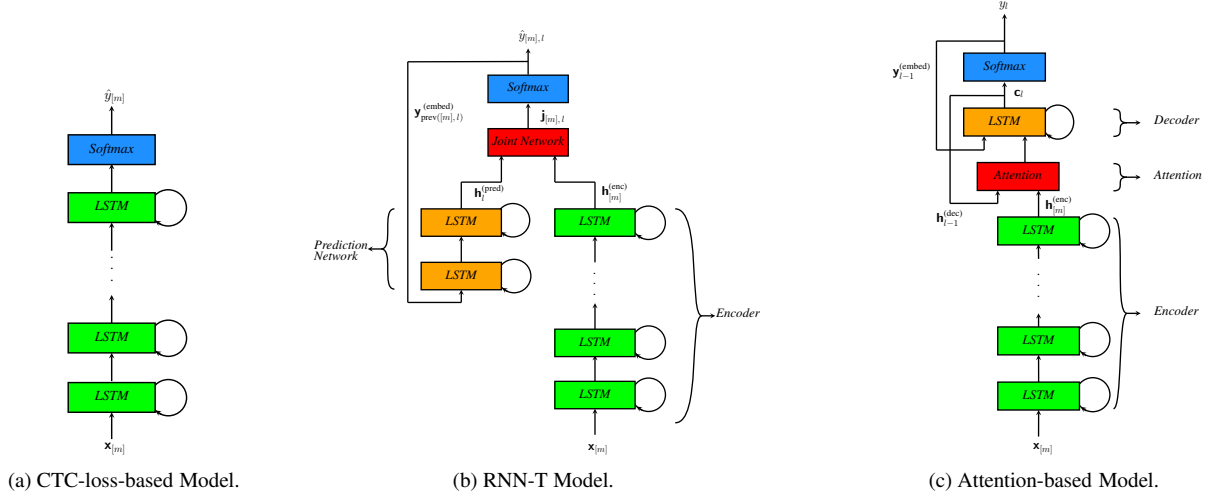 ŷ[m]
Softmax
LSTM
LSTM
LSTM
x[m]
(a) CTC-loss-based Model.
ŷ[m], l
Softmax
y(embed)prev([m], l)
j[m], l
Joint Network
h(pred)l
h(enc)[m]
LSTM
LSTM
Prediction
Network
LSTM
Encoder
LSTM
LSTM
x[m]
(b) RNN-T Model.
yl
y(embed)l−1
Softmax
cl
LSTM
Decoder
Attention
Attention
h(dec)l−1
h(enc)[m]
LSTM
Encoder
LSTM
LSTM
x[m]
(c) Attention-based Model.